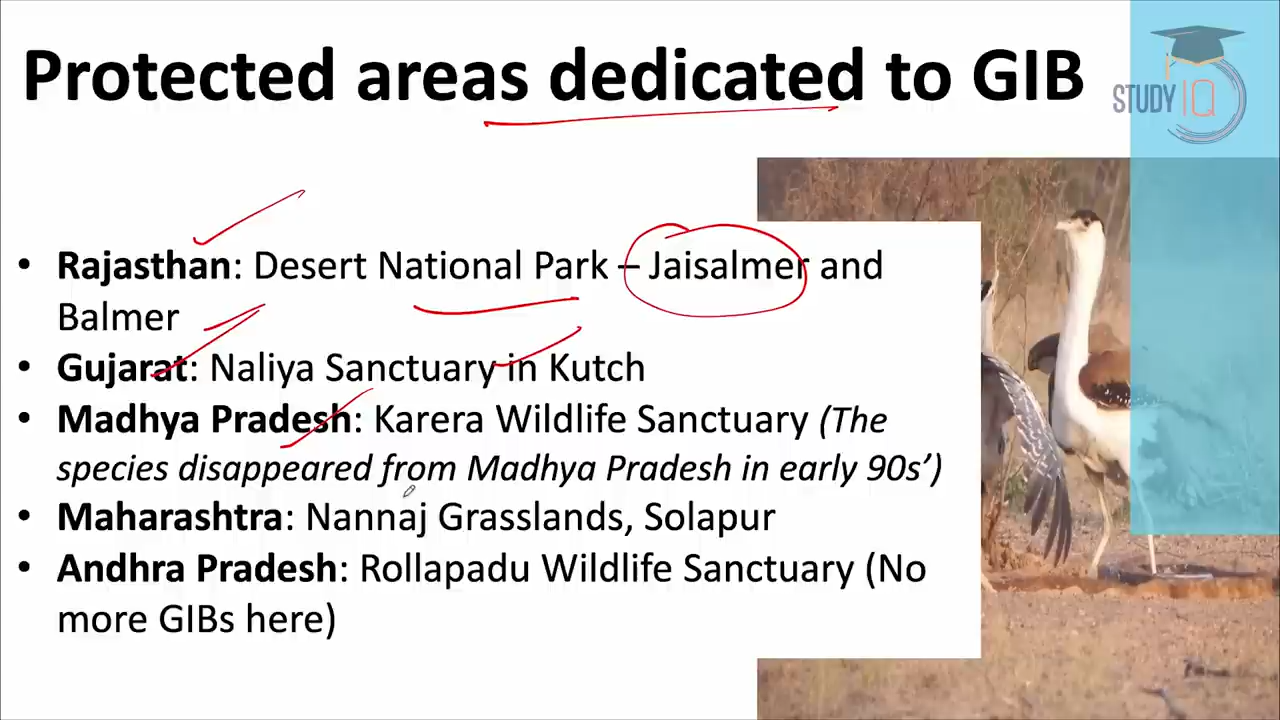 Protected areas dedicated to GIB
STUDY IQ
• Rajasthan: Desert National Park – Jaisalmer and
Balmer
• Gujarat: Naliya Sanctuary in Kutch
• Madhya Pradesh: Karera Wildlife Sanctuary (The
species disappeared from Madhya Pradesh in early 90s’)
• Maharashtra: Nannaj Grasslands, Solapur
• Andhra Pradesh: Rollapadu Wildlife Sanctuary (No
more GIBs here)